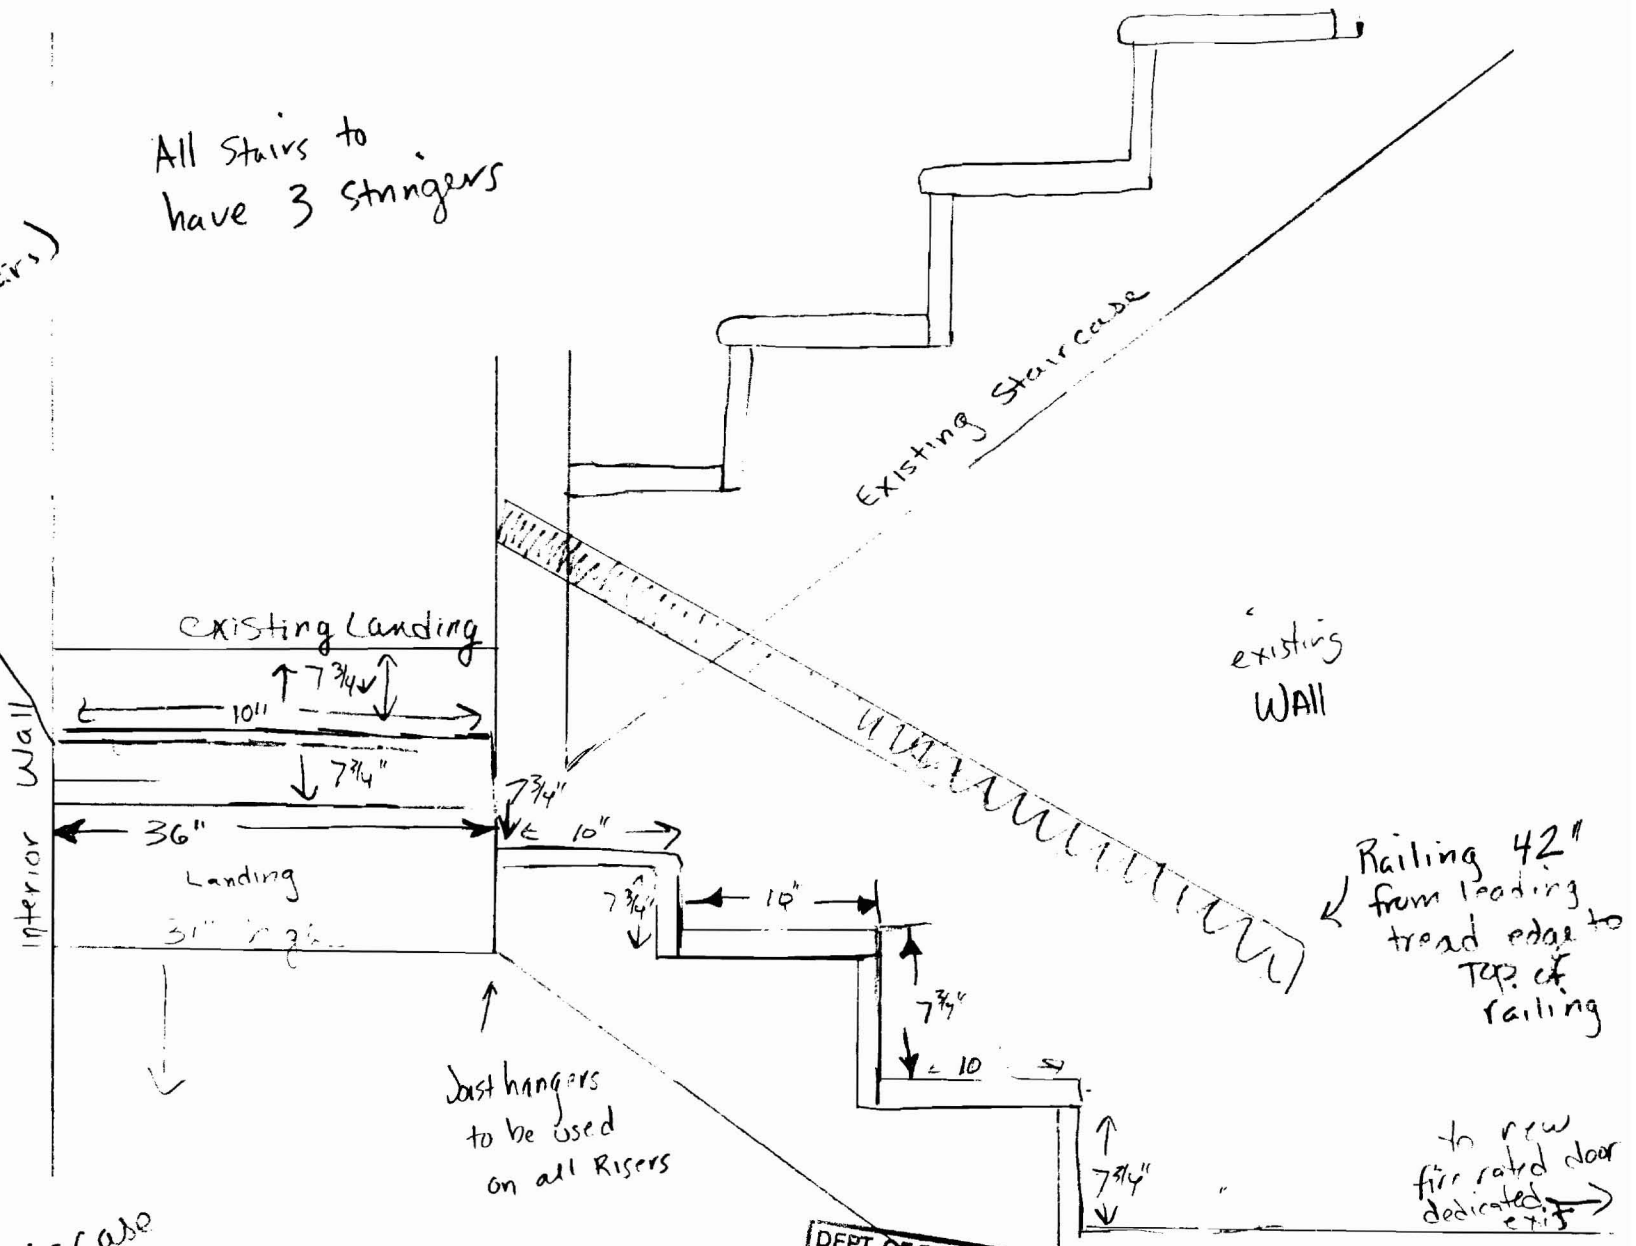 All Stairs to
have 3 Stringers
Existing Staircase
existing Landing
7 3/4
10"
7 3/4"
Interior Wall
36"
Landing
31"
7 3/4"
10"
7 3/4"
10"
7 3/4"
10
7 3/4"
existing
WALL
Railing 42"
from leading
tread edge to
TOP of
railing
Joist hangers
to be used
on all Risers
to new
fire rated door
dedicated
exit
DEPT OF